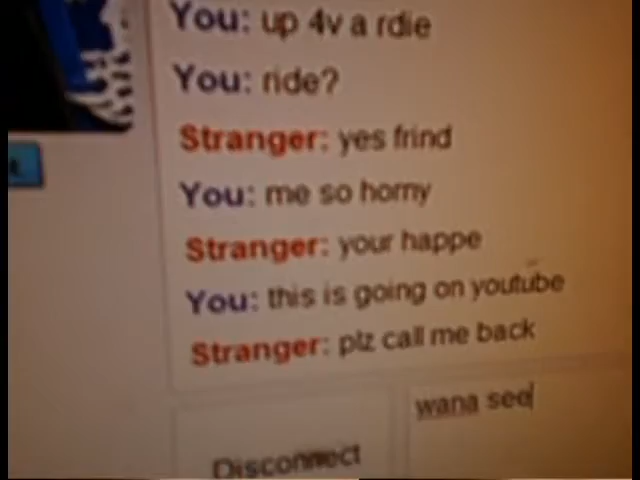 You: up 4v a rdie
You: ride?
Stranger: yes frind
You: me so horny
Stranger: your happe
You: this is going on youtube
Stranger: plz call me back
wana see
Disconnect